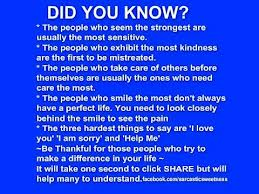 DID YOU KNOW?
* The people who seem the strongest are
usually the most sensitive.
* The people who exhibit the most kindness
are the first to be mistreated.
* The people who take care of others before
themselves are usually the ones who need
care the most.
* The people who smile the most don't always
have a perfect life. You need to look closely
behind the smile to see the pain
* The three hardest things to say are 'I love
you' 'I am sorry' and 'Help Me'
~Be Thankful for those people who try to
make a difference in your life ~
It will take one second to click SHARE but will
help many to understand.facebook.com/sarcasticsweetness